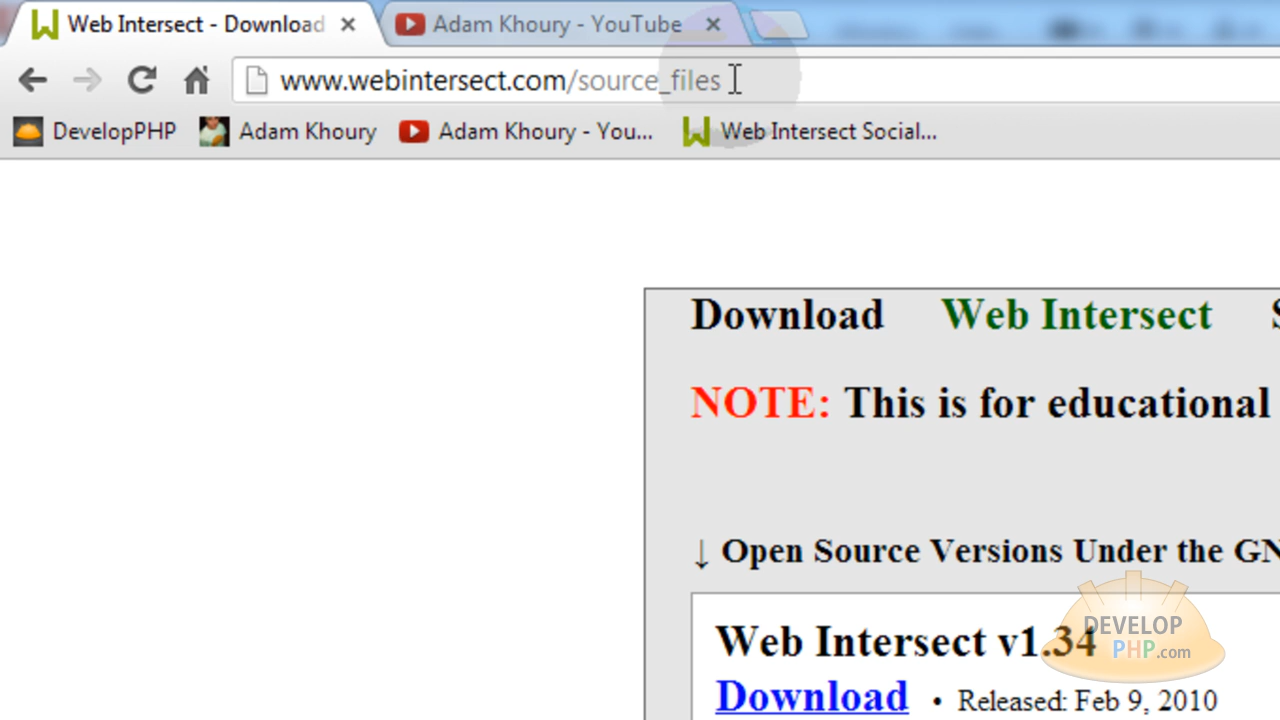 Web Intersect - Download
Adam Khoury - YouTube
www.webintersect.com/source_files
DevelopPHP
Adam Khoury
Adam Khoury - You...
Web Intersect Social...
Download Web Intersect
NOTE: This is for educational
↓ Open Source Versions Under the GN
Web Intersect v1.34
Download • Released: Feb 9, 2010
DEVELOP
PHP.com